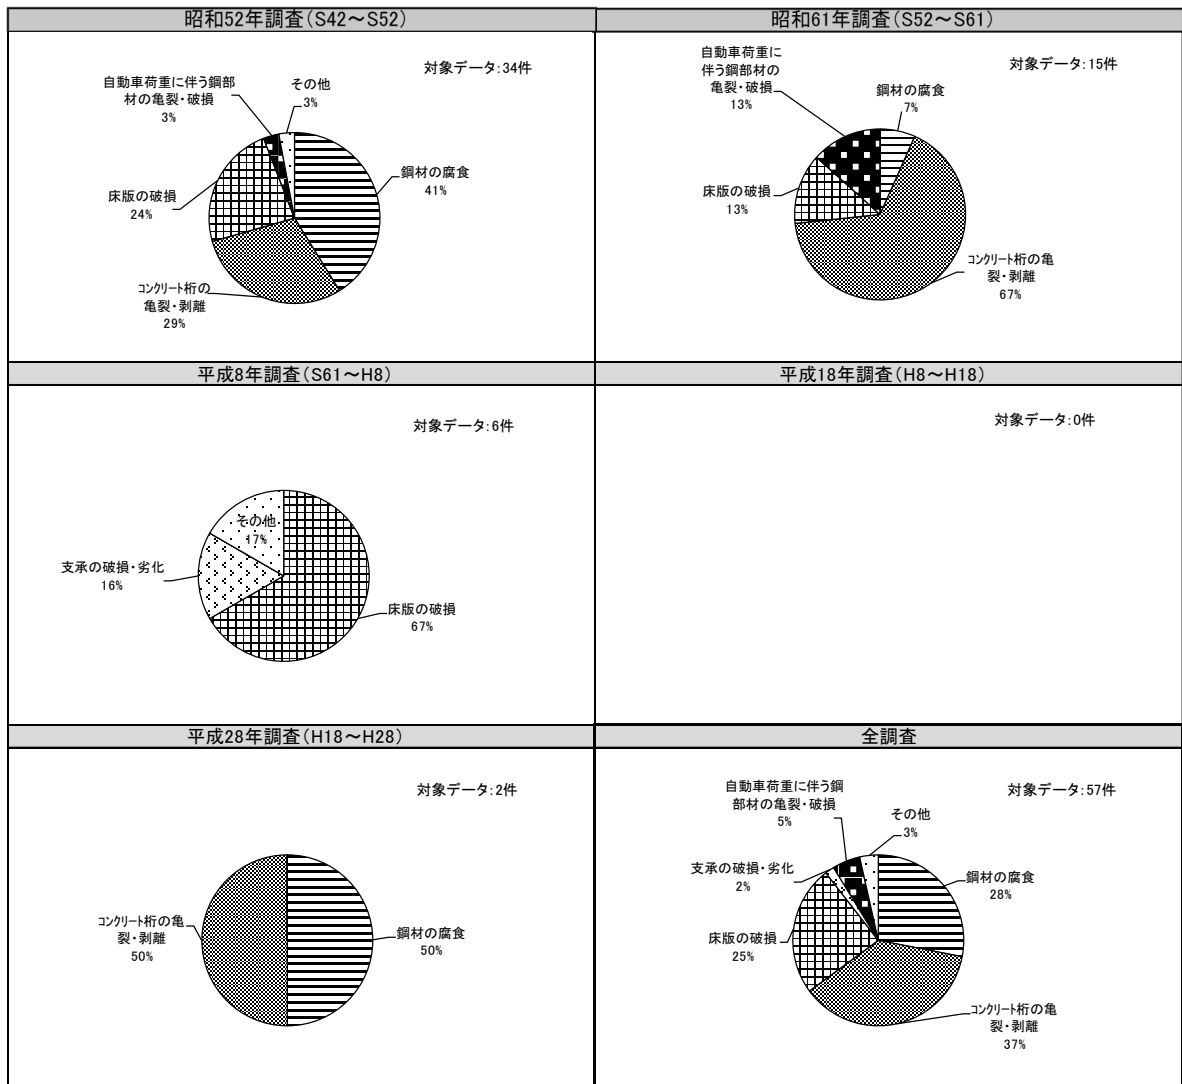 昭和52年調査(S42～S52)
対象データ:34件
自動車荷重に伴う鋼部
材の亀裂・破損
3%
その他
3%
鋼材の腐食
41%
床版の破損
24%
コンクリート桁の
亀裂・剥離
29%
昭和61年調査(S52～S61)
対象データ:15件
自動車荷重に
伴う鋼部材の
亀裂・破損
13%
鋼材の腐食
7%
床版の破損
13%
コンクリート桁の亀
裂・剥離
67%
平成8年調査(S61～H8)
対象データ:6件
その他
17%
支承の破損・劣化
16%
床版の破損
67%
平成18年調査(H8～H18)
対象データ:0件
平成28年調査(H18～H28)
対象データ:2件
コンクリート桁の亀
裂・剥離
50%
鋼材の腐食
50%
全調査
対象データ:57件
自動車荷重に伴う鋼
部材の亀裂・破損
5%
その他
3%
支承の破損・劣化
2%
鋼材の腐食
28%
床版の破損
25%
コンクリート桁の亀
裂・剥離
37%